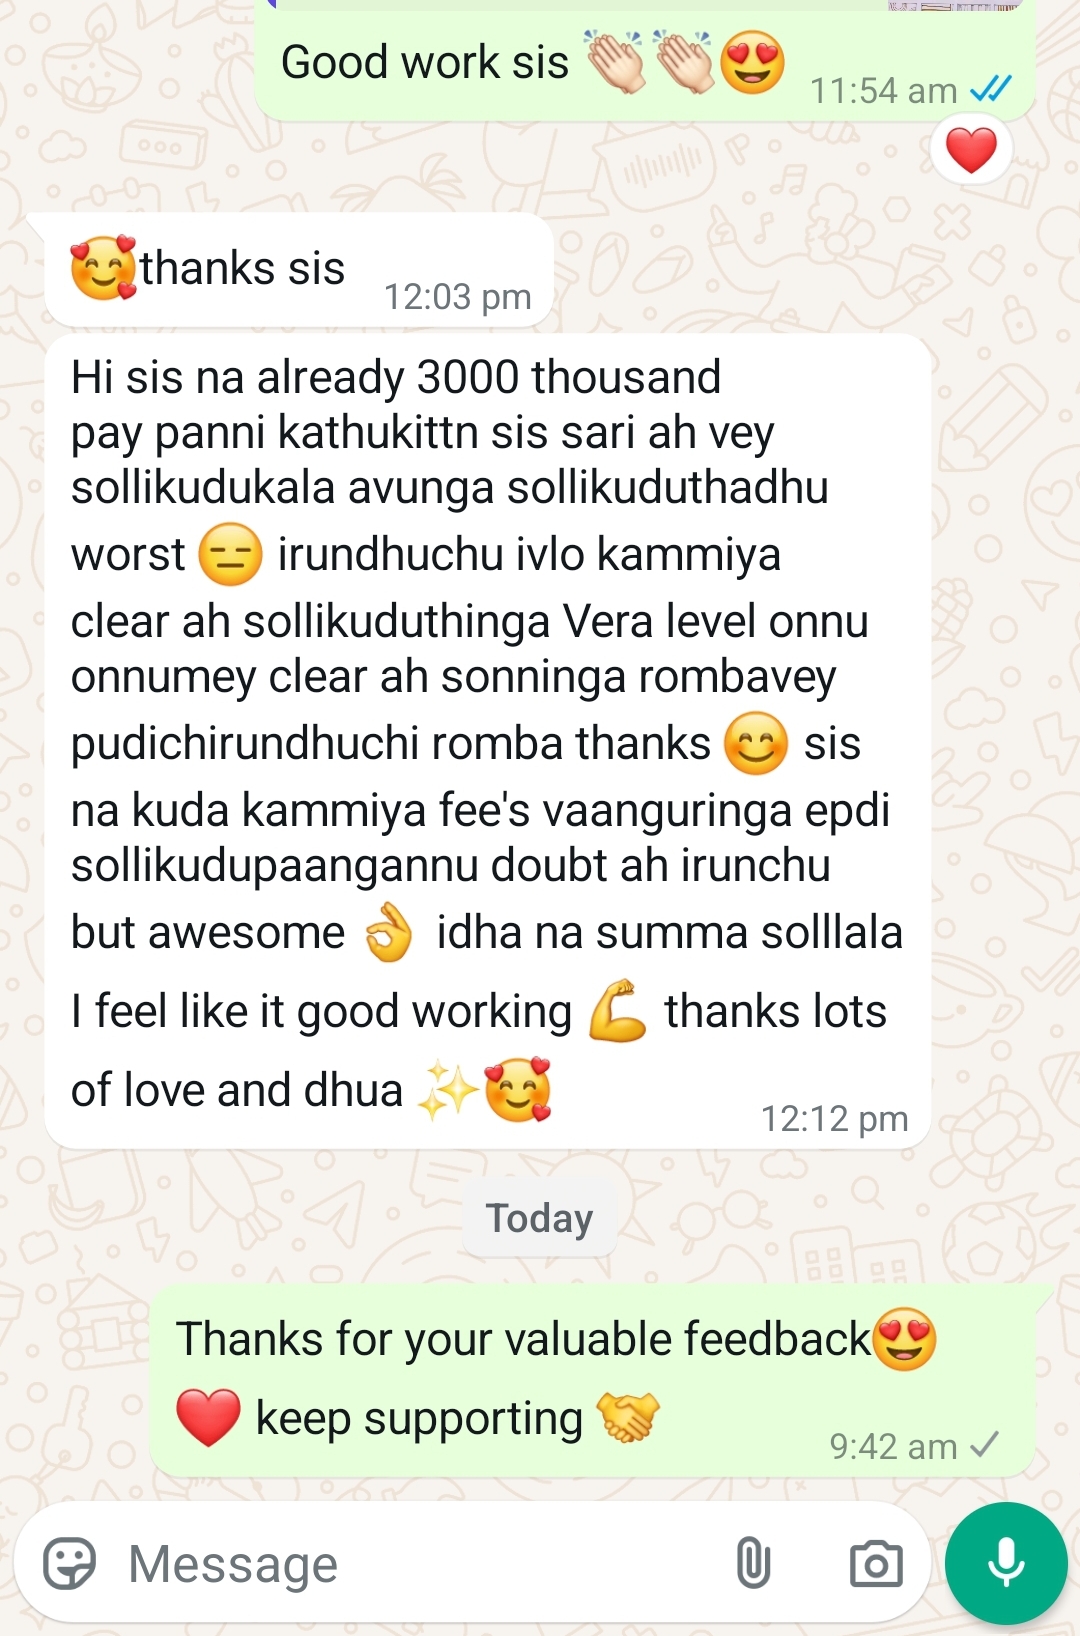 Good work sis 👏🏻👏🏻😍
11:54 am
❤️
🥰thanks sis
12:03 pm
Hi sis na already 3000 thousand
pay panni kathukittn sis sari ah vey
sollikudukala avunga sollikuduthadhu
worst 😑 irundhuchu ivlo kammiya
clear ah sollikuduthinga Vera level onnu
onnumey clear ah sonninga rombavey
pudichirundhuchi romba thanks 😊 sis
na kuda kammiya fee's vaanguringa epdi
sollikudupaangannu doubt ah irunchu
but awesome 👌 idha na summa solllala
I feel like it good working 💪 thanks lots
of love and dhua ✨🥰
12:12 pm
Today
Thanks for your valuable feedback😍
❤️ keep supporting 🤝
9:42 am
Message